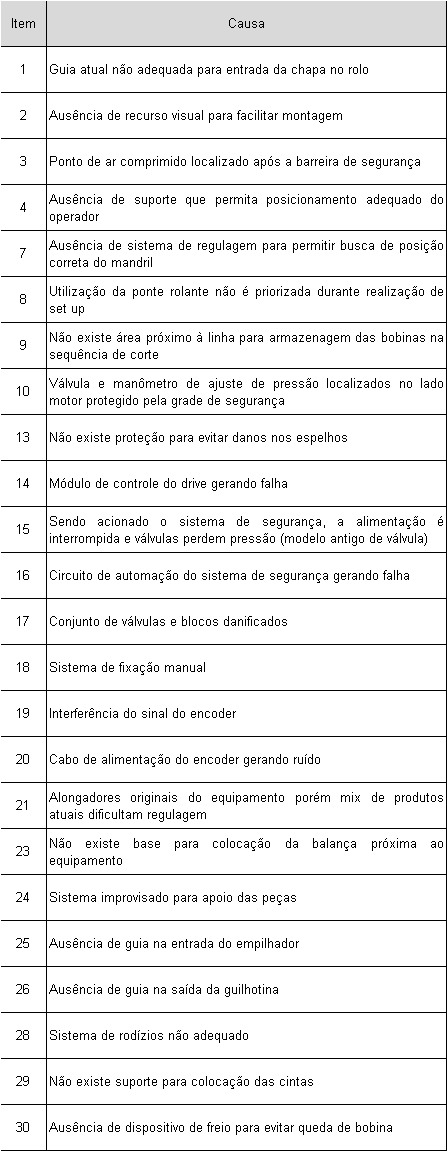 Item Causa
1 Guia atual não adequada para entrada da chapa no rolo
2 Ausência de recurso visual para facilitar montagem
3 Ponto de ar comprimido localizado após a barreira de segurança
4 Ausência de suporte que permita posicionamento adequado do
operador
7 Ausência de sistema de regulagem para permitir busca de posição
correta do mandril
8 Utilização da ponte rolante não é priorizada durante realização de
set up
9 Não existe área próximo à linha para armazenagem das bobinas na
sequência de corte
10 Válvula e manômetro de ajuste de pressão localizados no lado
motor protegido pela grade de segurança
13 Não existe proteção para evitar danos nos espelhos
14 Módulo de controle do drive gerando falha
15 Sendo acionado o sistema de segurança, a alimentação é
interrompida e válvulas perdem pressão (modelo antigo de válvula)
16 Circuito de automação do sistema de segurança gerando falha
17 Conjunto de válvulas e blocos danificados
18 Sistema de fixação manual
19 Interferência do sinal do encoder
20 Cabo de alimentação do encoder gerando ruído
21 Alongadores originais do equipamento porém mix de produtos
atuais dificultam regulagem
23 Não existe base para colocação da balança próxima ao
equipamento
24 Sistema improvisado para apoio das peças
25 Ausência de guia na entrada do empilhador
26 Ausência de guia na saída da guilhotina
28 Sistema de rodízios não adequado
29 Não existe suporte para colocação das cintas
30 Ausência de dispositivo de freio para evitar queda de bobina